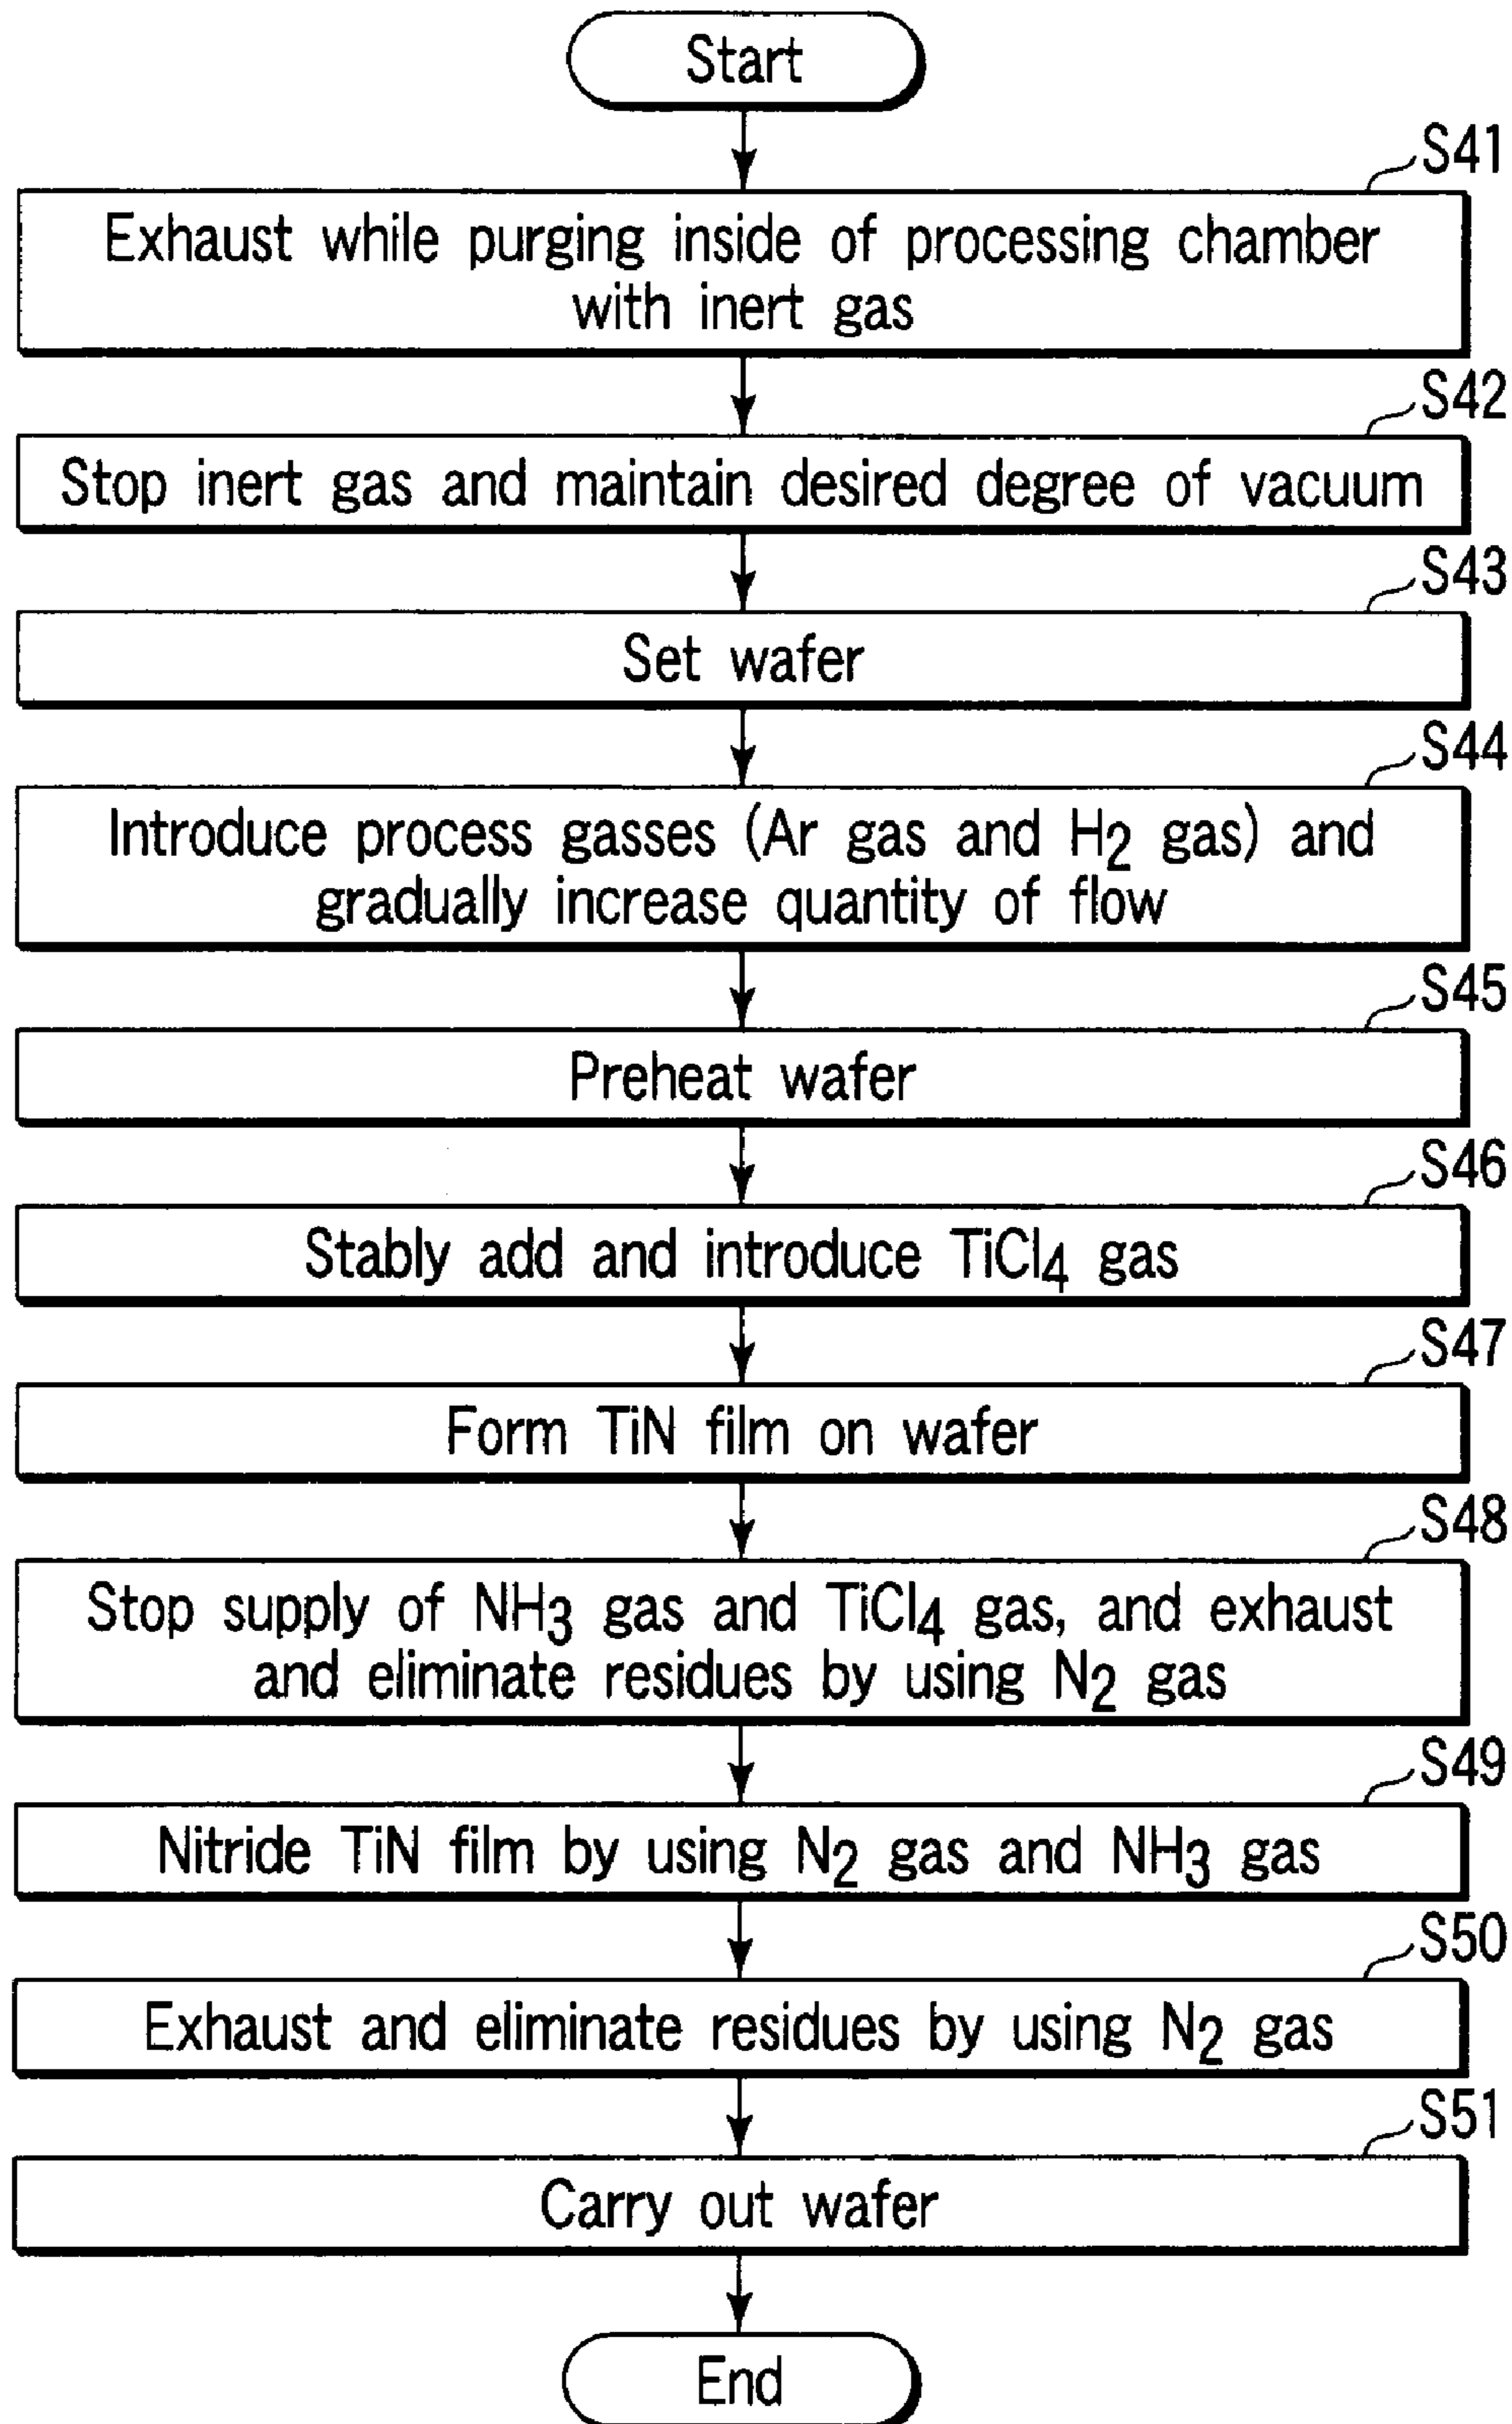 Start
S41
Exhaust while purging inside of processing chamber
with inert gas
S42
Stop inert gas and maintain desired degree of vacuum
S43
Set wafer
S44
Introduce process gasses (Ar gas and H2 gas) and
gradually increase quantity of flow
S45
Preheat wafer
S46
Stably add and introduce TiCl4 gas
S47
Form TiN film on wafer
S48
Stop supply of NH3 gas and TiCl4 gas, and exhaust
and eliminate residues by using N2 gas
S49
Nitride TiN film by using N2 gas and NH3 gas
S50
Exhaust and eliminate residues by using N2 gas
S51
Carry out wafer
End